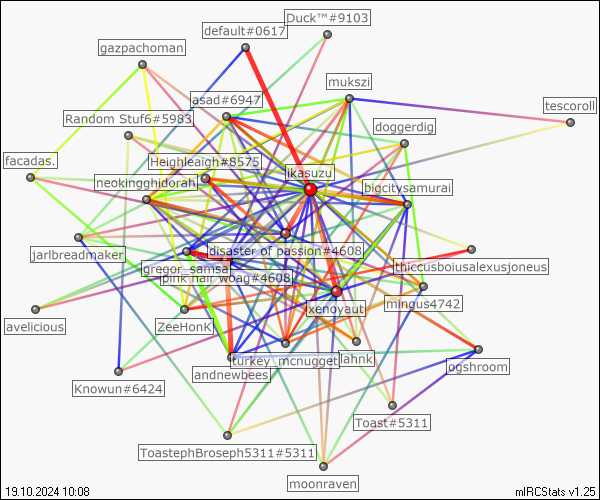 Duck™#9103
default#0617
gazpachoman
mukszi
asad#6947
tescoroll
Random Stuf6#5983
doggerdig
facadas.
Heighleaigh#8575
likasuzu
neokingghidorah
bigcitysamurai
disaster of passion#4608
jarlbreadmaker
gregor_samsa
thiccusboiusalexusjoneus
pink hair woag#4608
mingus4742
xenoyaut
avelicious
ZeeHonK
turkey_mcnugget
lahnk
ogshroom
andnewbees
Knowun#6424
Toast#5311
ToastephBroseph5311#5311
moonraven
19.10.2024 10:08
mIRCStats v1.25